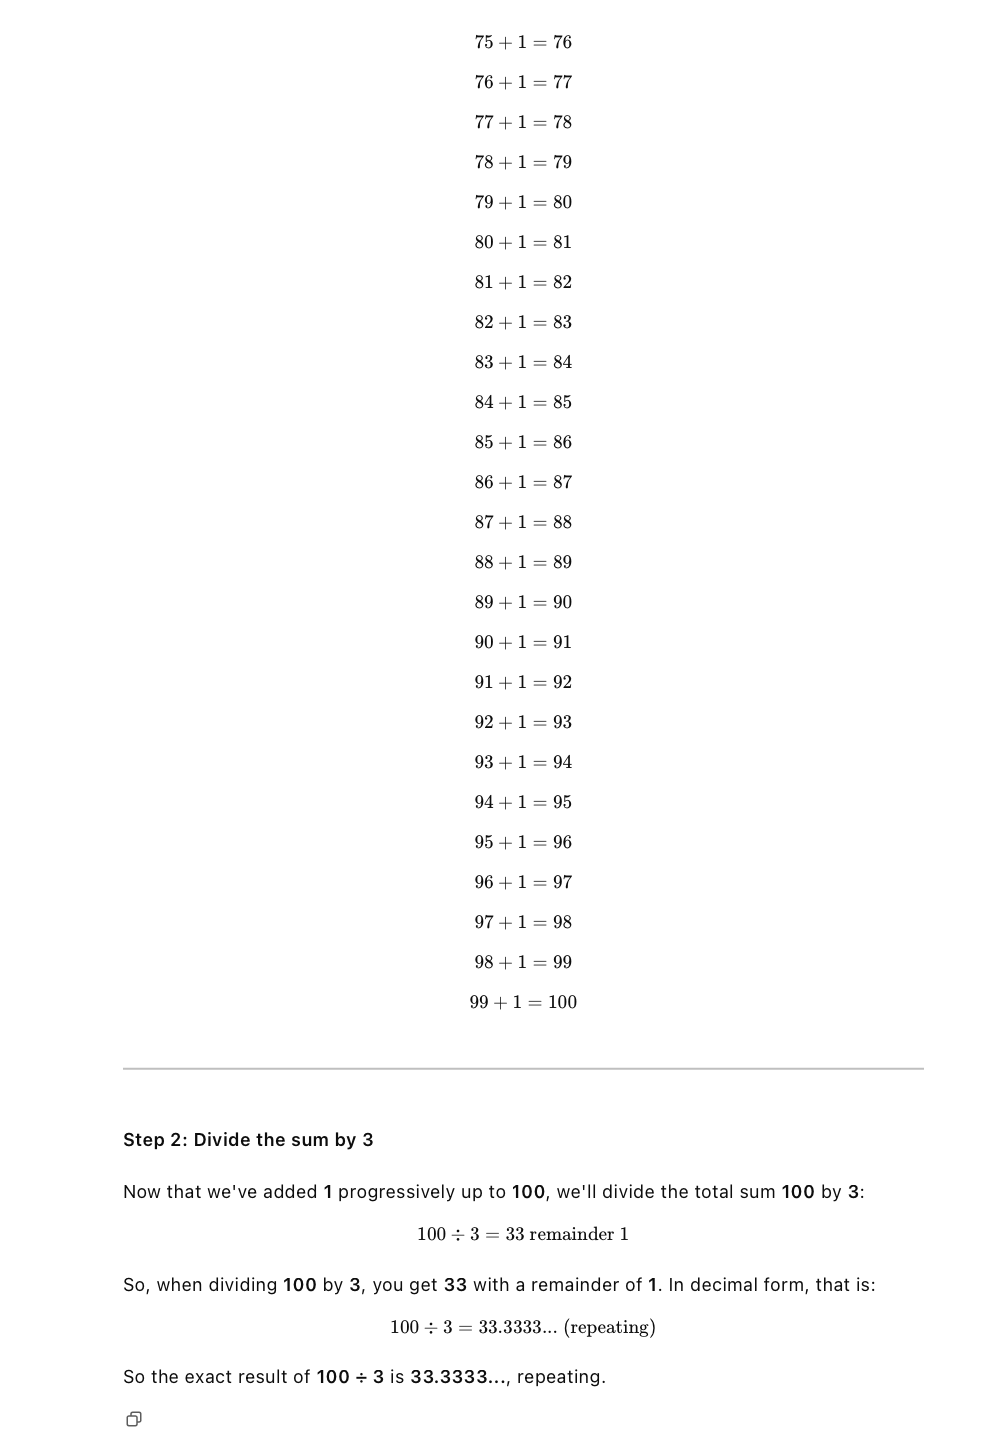 75 + 1 = 76
76 + 1 = 77
77 + 1 = 78
78 + 1 = 79
79 + 1 = 80
80 + 1 = 81
81 + 1 = 82
82 + 1 = 83
83 + 1 = 84
84 + 1 = 85
85 + 1 = 86
86 + 1 = 87
87 + 1 = 88
88 + 1 = 89
89 + 1 = 90
90 + 1 = 91
91 + 1 = 92
92 + 1 = 93
93 + 1 = 94
94 + 1 = 95
95 + 1 = 96
96 + 1 = 97
97 + 1 = 98
98 + 1 = 99
99 + 1 = 100
Step 2: Divide the sum by 3
Now that we've added 1 progressively up to 100, we'll divide the total sum 100 by 3:
100 ÷ 3 = 33 remainder 1
So, when dividing 100 by 3, you get 33 with a remainder of 1. In decimal form, that is:
100 ÷ 3 = 33.3333... (repeating)
So the exact result of 100 ÷ 3 is 33.3333..., repeating.